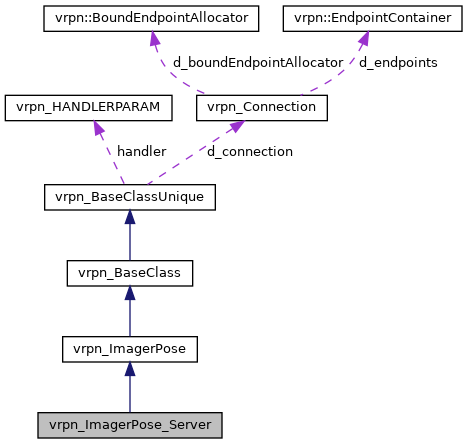 vrpn::BoundEndpointAllocator
vrpn::EndpointContainer
d_boundEndpointAllocator
d_endpoints
vrpn_HANDLERPARAM
vrpn_Connection
handler
d_connection
vrpn_BaseClassUnique
vrpn_BaseClass
vrpn_ImagerPose
vrpn_ImagerPose_Server